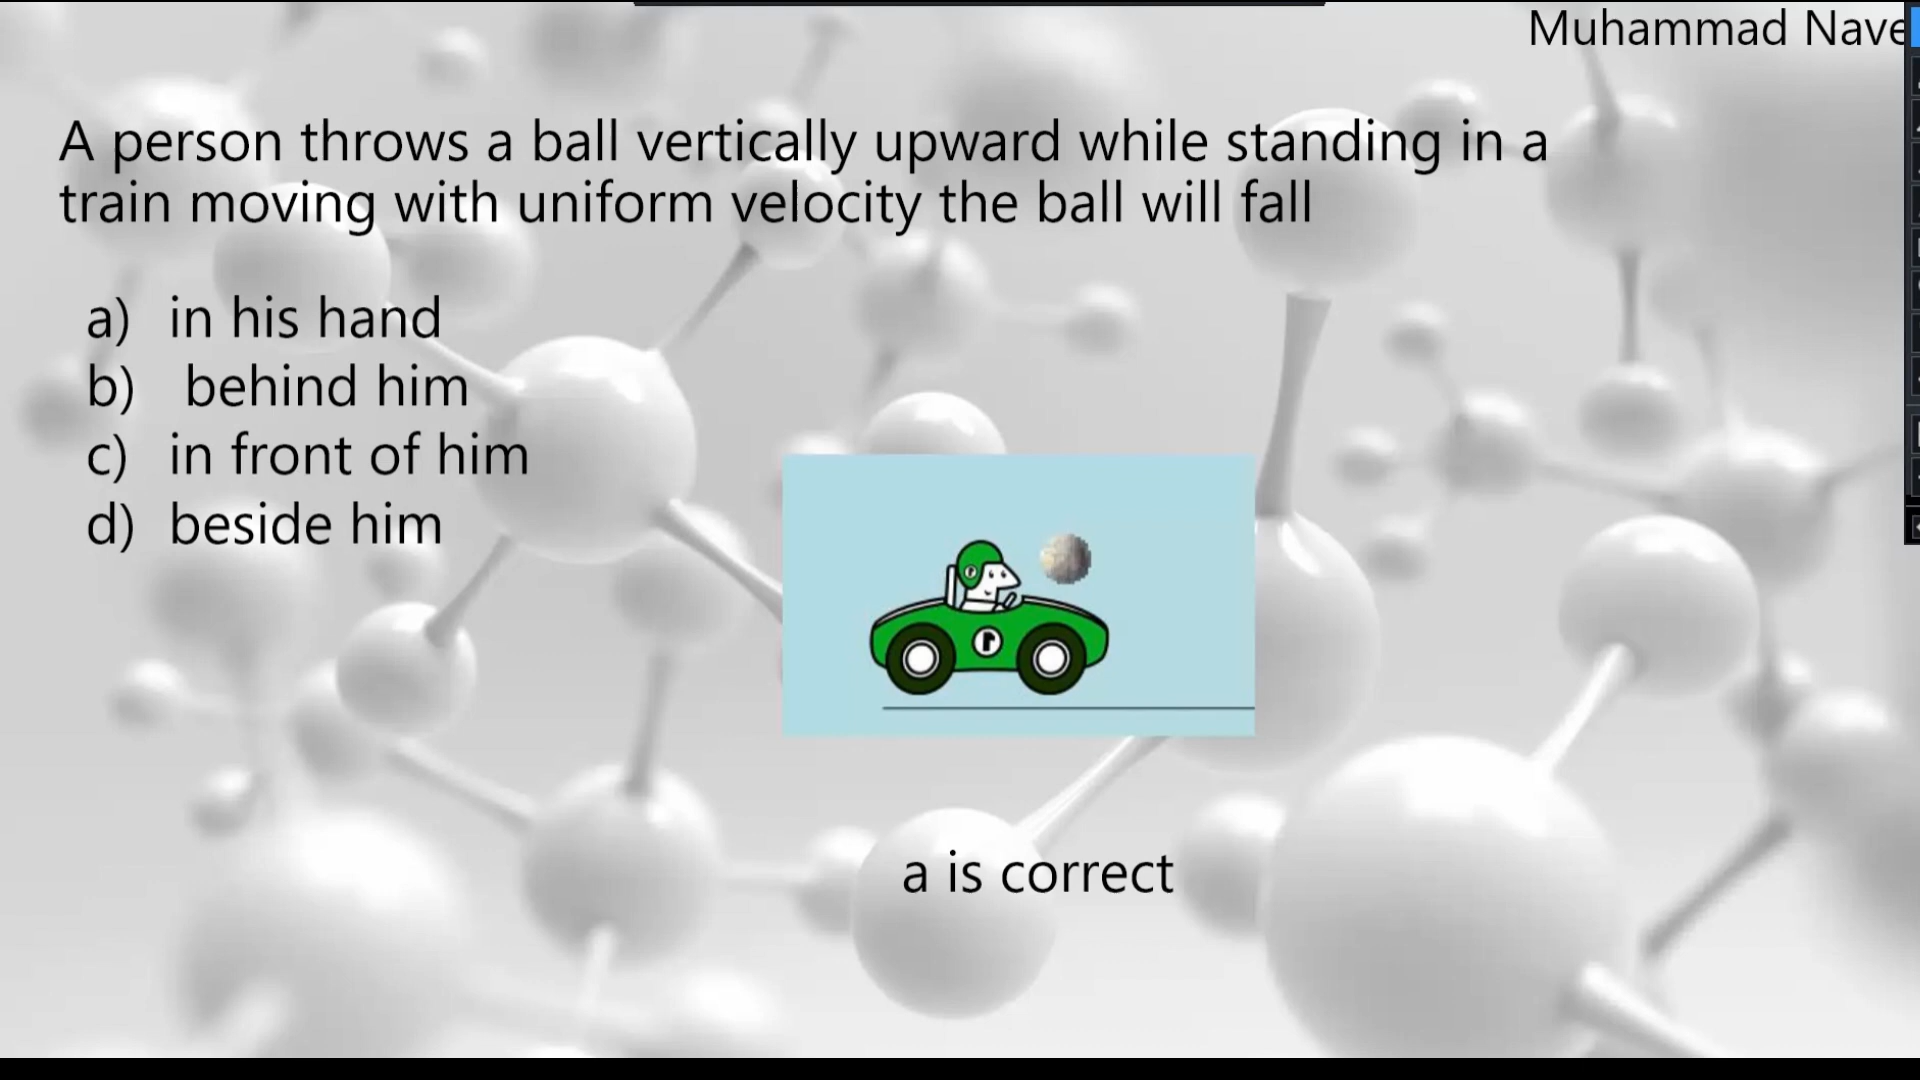 Muhammad
A person throws a ball vertically upward while standing in a
train moving with uniform velocity the ball will fall
a) in his hand
b) behind him
c) in front of him
d) beside him
a is correct